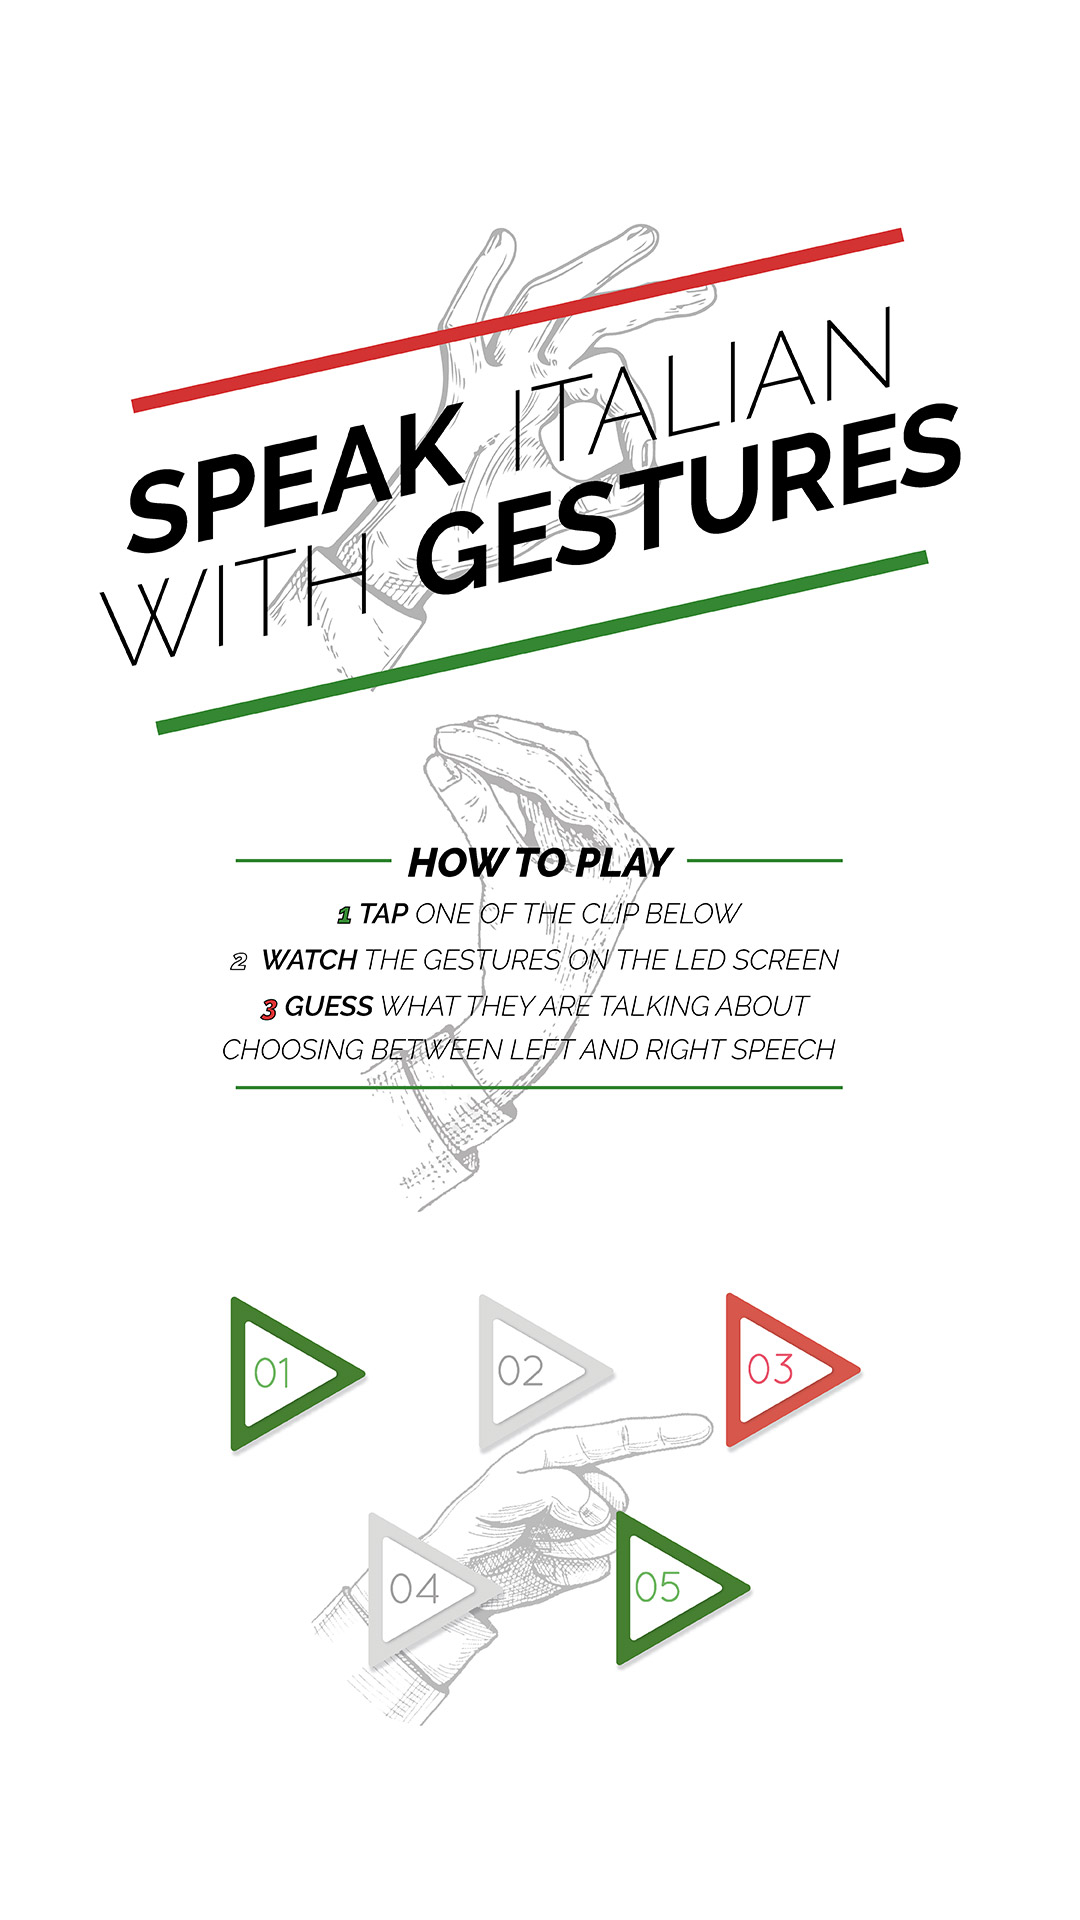 SPEAK ITALIAN
WITH GESTURES
HOW TO PLAY
1 TAP ONE OF THE CLIP BELOW
2 WATCH THE GESTURES ON THE LED SCREEN
3 GUESS WHAT THEY ARE TALKING ABOUT
CHOOSING BETWEEN LEFT AND RIGHT SPEECH
01 02 03
04 05